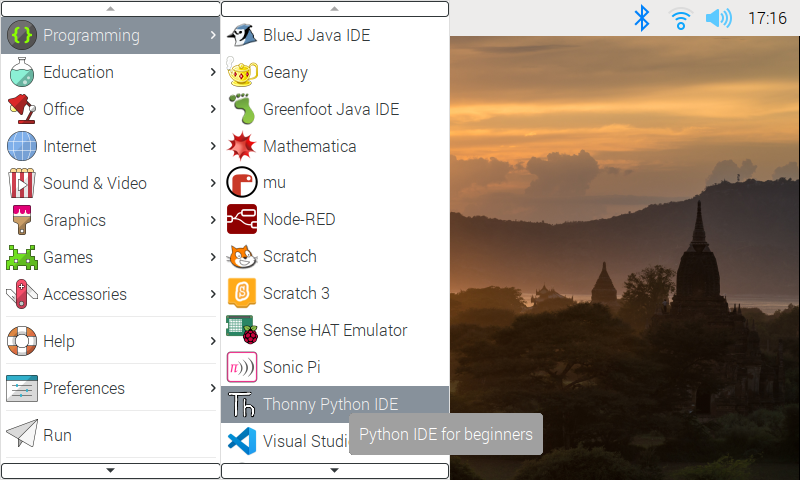 17:16
Programming
Education
Office
Internet
Sound & Video
Graphics
Games
Accessories
Help
Preferences
Run
BlueJ Java IDE
Geany
Greenfoot Java IDE
Mathematica
mu
Node-RED
Scratch
Scratch 3
Sense HAT Emulator
Sonic Pi
Th Thonny Python IDE
Visual Studi
Python IDE for beginners